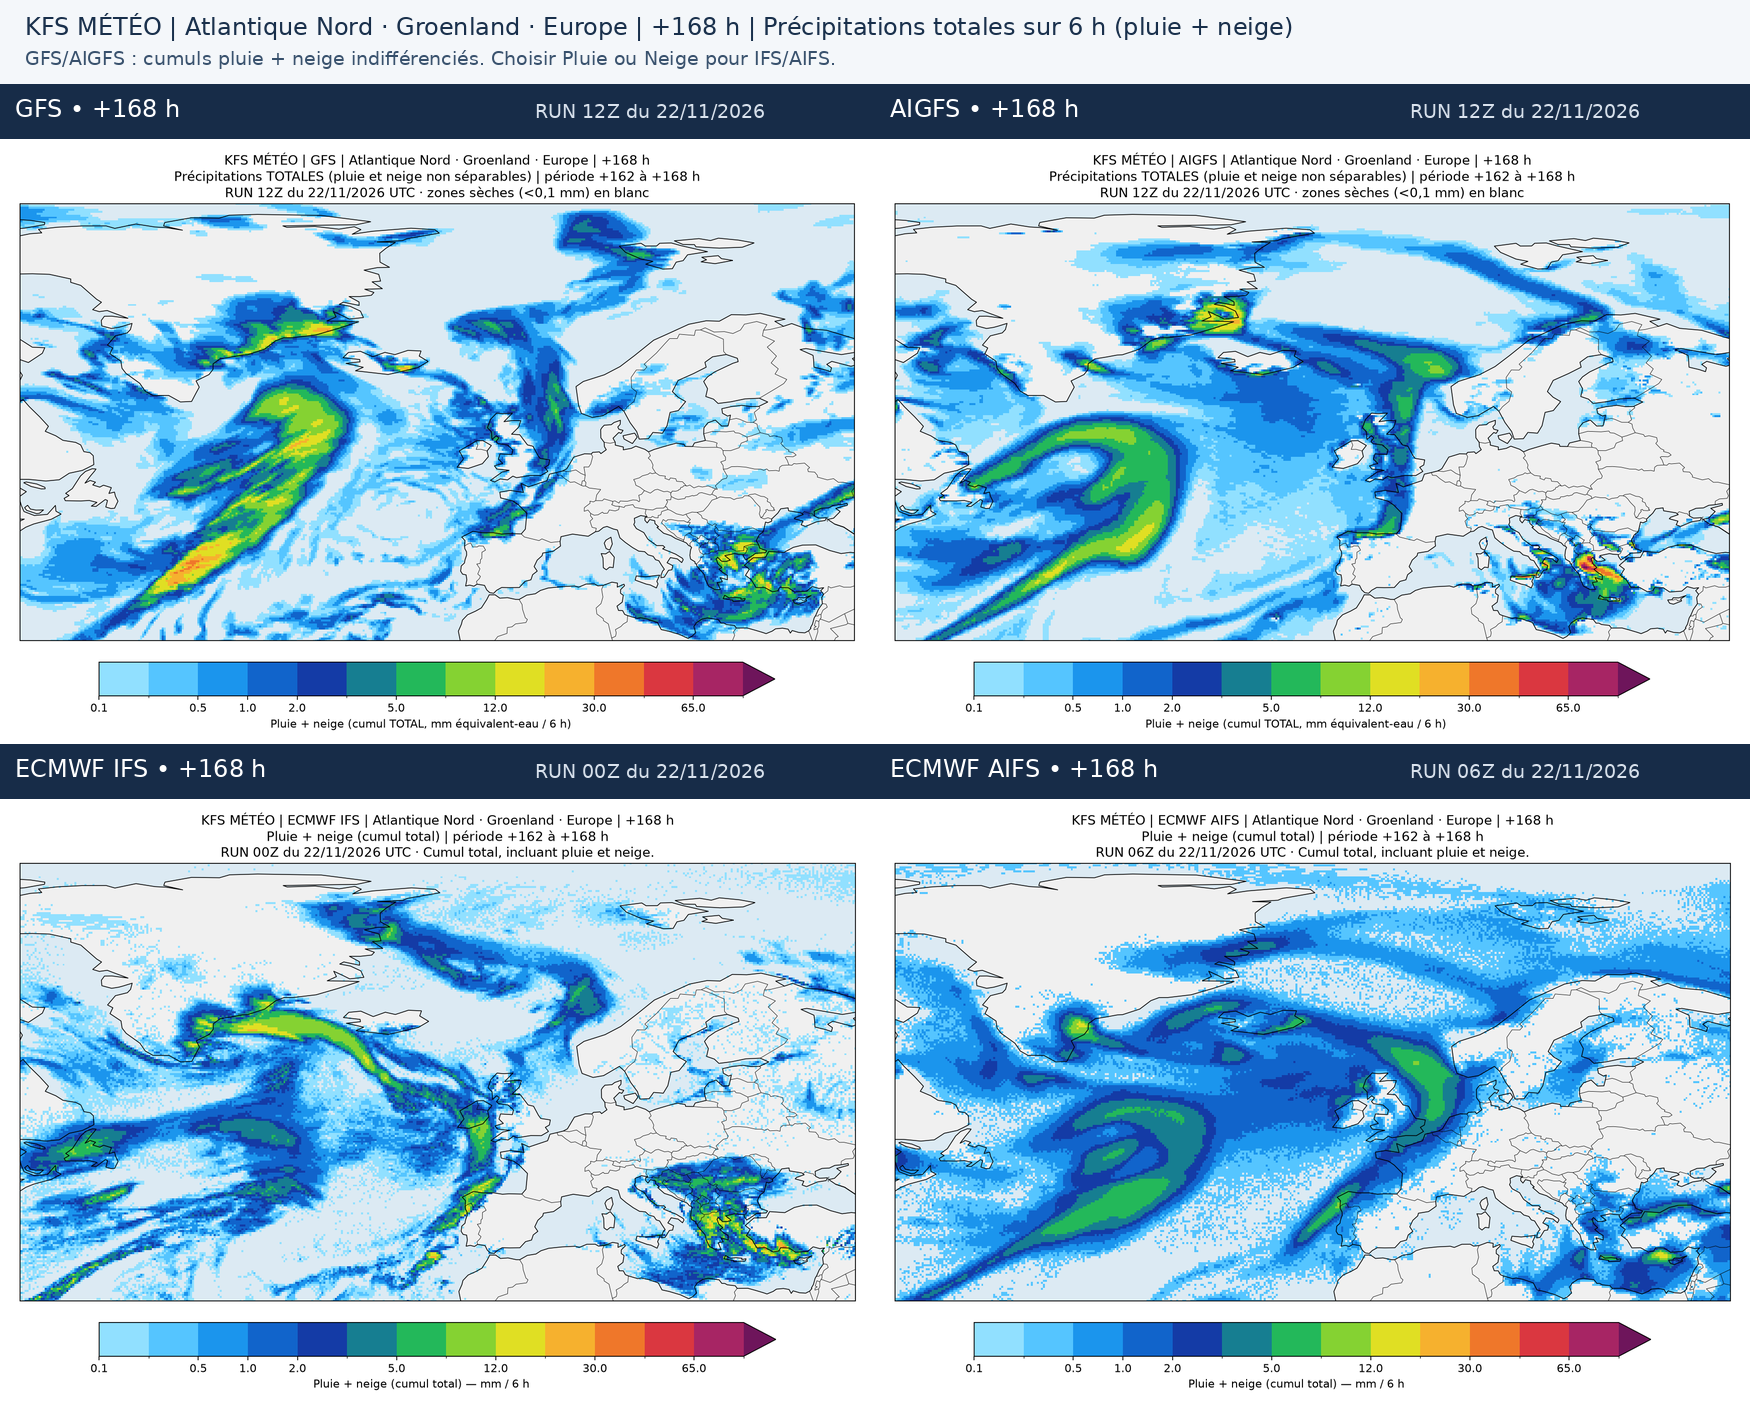 KFS MÉTÉO | Atlantique Nord · Groenland · Europe | +168 h | Précipitations totales sur 6 h (pluie + neige)
GFS/AIGFS : cumuls pluie + neige indifférenciés. Choisir Pluie ou Neige pour IFS/AIFS.
GFS • +168 h
RUN 12Z du 22/11/2026
AIGFS • +168 h
RUN 12Z du 22/11/2026
KFS MÉTÉO | GFS | Atlantique Nord · Groenland · Europe | +168 h
Précipitations TOTALES (pluie et neige non séparables) | période +162 à +168 h
RUN 12Z du 22/11/2026 UTC · zones sèches (<0,1 mm) en blanc
KFS MÉTÉO | AIGFS | Atlantique Nord · Groenland · Europe | +168 h
Précipitations TOTALES (pluie et neige non séparables) | période +162 à +168 h
RUN 12Z du 22/11/2026 UTC · zones sèches (<0,1 mm) en blanc
0.1 0.5 1.0 2.0 5.0 12.0 30.0 65.0
Pluie + neige (cumul TOTAL, mm équivalent-eau / 6 h)
0.1 0.5 1.0 2.0 5.0 12.0 30.0 65.0
Pluie + neige (cumul TOTAL, mm équivalent-eau / 6 h)
ECMWF IFS • +168 h
RUN 00Z du 22/11/2026
ECMWF AIFS • +168 h
RUN 06Z du 22/11/2026
KFS MÉTÉO | ECMWF IFS | Atlantique Nord · Groenland · Europe | +168 h
Pluie + neige (cumul total) | période +162 à +168 h
RUN 00Z du 22/11/2026 UTC · Cumul total, incluant pluie et neige.
KFS MÉTÉO | ECMWF AIFS | Atlantique Nord · Groenland · Europe | +168 h
Pluie + neige (cumul total) | période +162 à +168 h
RUN 06Z du 22/11/2026 UTC · Cumul total, incluant pluie et neige.
0.1 0.5 1.0 2.0 5.0 12.0 30.0 65.0
Pluie + neige (cumul total) — mm / 6 h
0.1 0.5 1.0 2.0 5.0 12.0 30.0 65.0
Pluie + neige (cumul total) — mm / 6 h